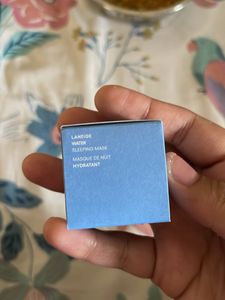 LANEIGE
WATER
SLEEPING MASK
MASQUE DE NUIT
HYDRATANT